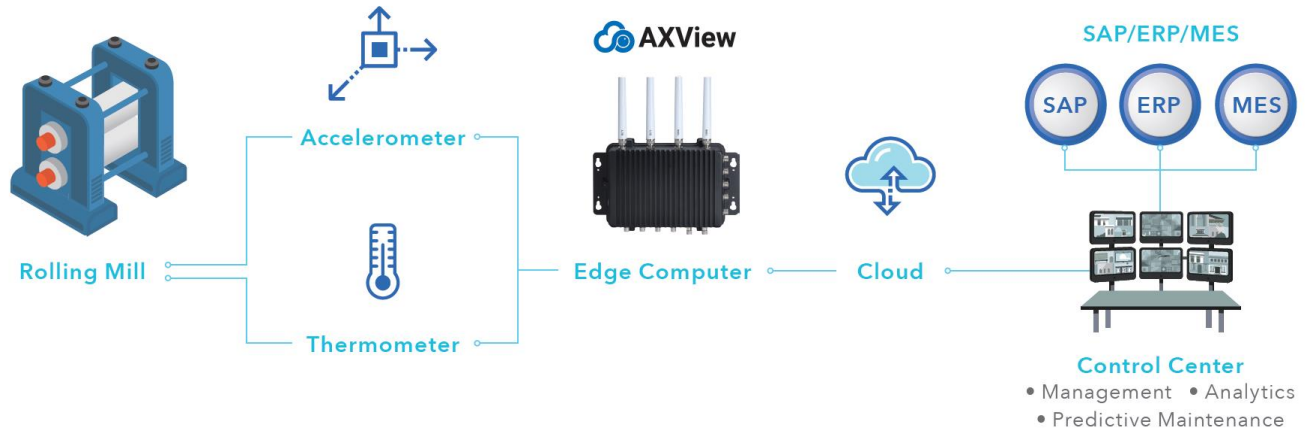 AXView
SAP/ERP/MES
SAP
ERP
MES
Accelerometer
Rolling Mill
Edge Computer
Cloud
Thermometer
Control Center
• Management • Analytics
• Predictive Maintenance